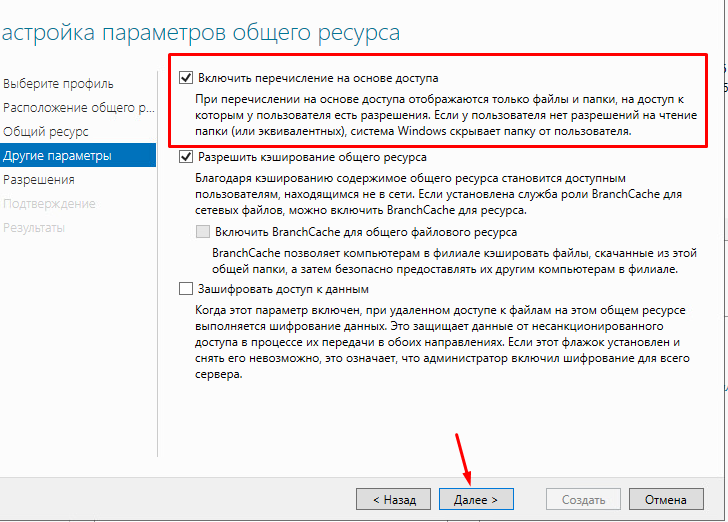 астройка параметров общего ресурса
Выберите профиль
Расположение общего р...
Общий ресурс
Другие параметры
Разрешения
Подтверждение
Результаты
Включить перечисление на основе доступа
При перечислении на основе доступа отображаются только файлы и папки, на доступ к
которым у пользователя есть разрешения. Если у пользователя нет разрешений на чтение
папки (или эквивалентных), система Windows скрывает папку от пользователя.
Разрешить кэширование общего ресурса
Благодаря кэшированию содержимое общего ресурса становится доступным
пользователям, находящимся не в сети. Если установлена служба роли BranchCache для
сетевых файлов, можно включить BranchCache для ресурса.
Включить BranchCache для общего файлового ресурса
BranchCache позволяет компьютерам в филиале кэшировать файлы, скачанные из этой
общей папки, а затем безопасно предоставлять их другим компьютерам в филиале.
Зашифровать доступ к данным
Когда этот параметр включен, при удаленном доступе к файлам на этом общем ресурсе
выполняется шифрование данных. Это защищает данные от несанкционированного
доступа в процессе их передачи в обоих направлениях. Если этот флажок установлен и
снять его невозможно, это означает, что администратор включил шифрование для всего
сервера.
< Назад
Далее >
Создать
Отмена